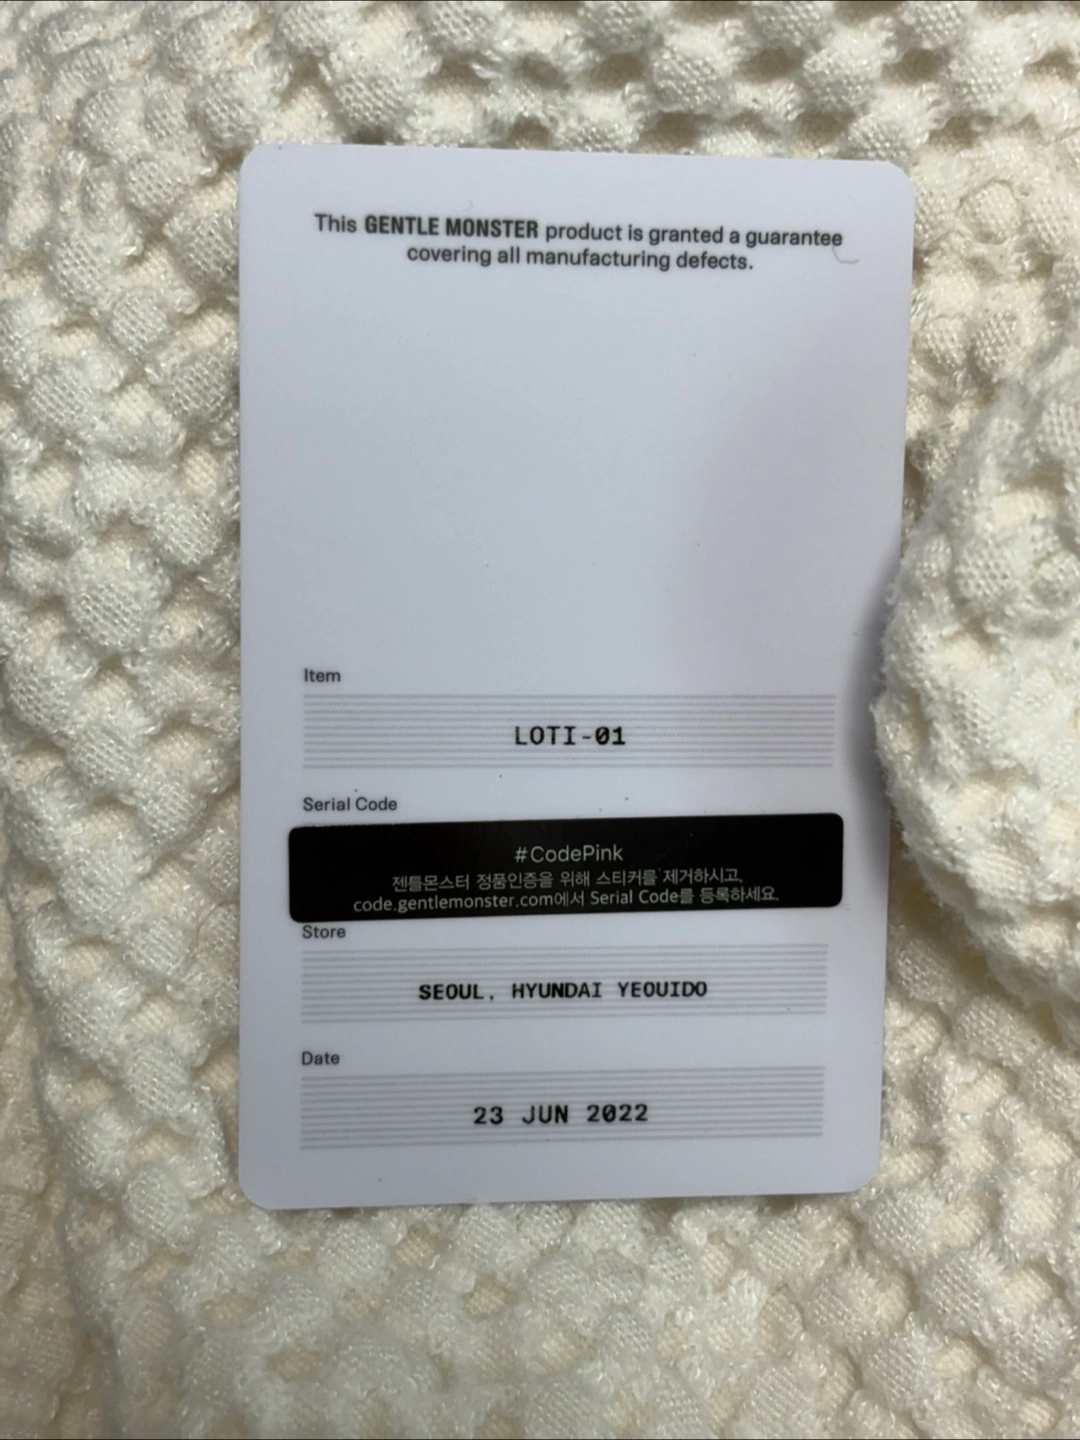 This GENTLE MONSTER product is granted a guarantee
covering all manufacturing defects.
Item
LOTI-01
Serial Code
#CodePink
젠틀몬스터 정품인증을 위해 스티커를 제거하시고,
code.gentlemonster.com에서 Serial Code를 등록하세요.
Store
SEOUL, HYUNDAI YEOUIDO
Date
23 JUN 2022